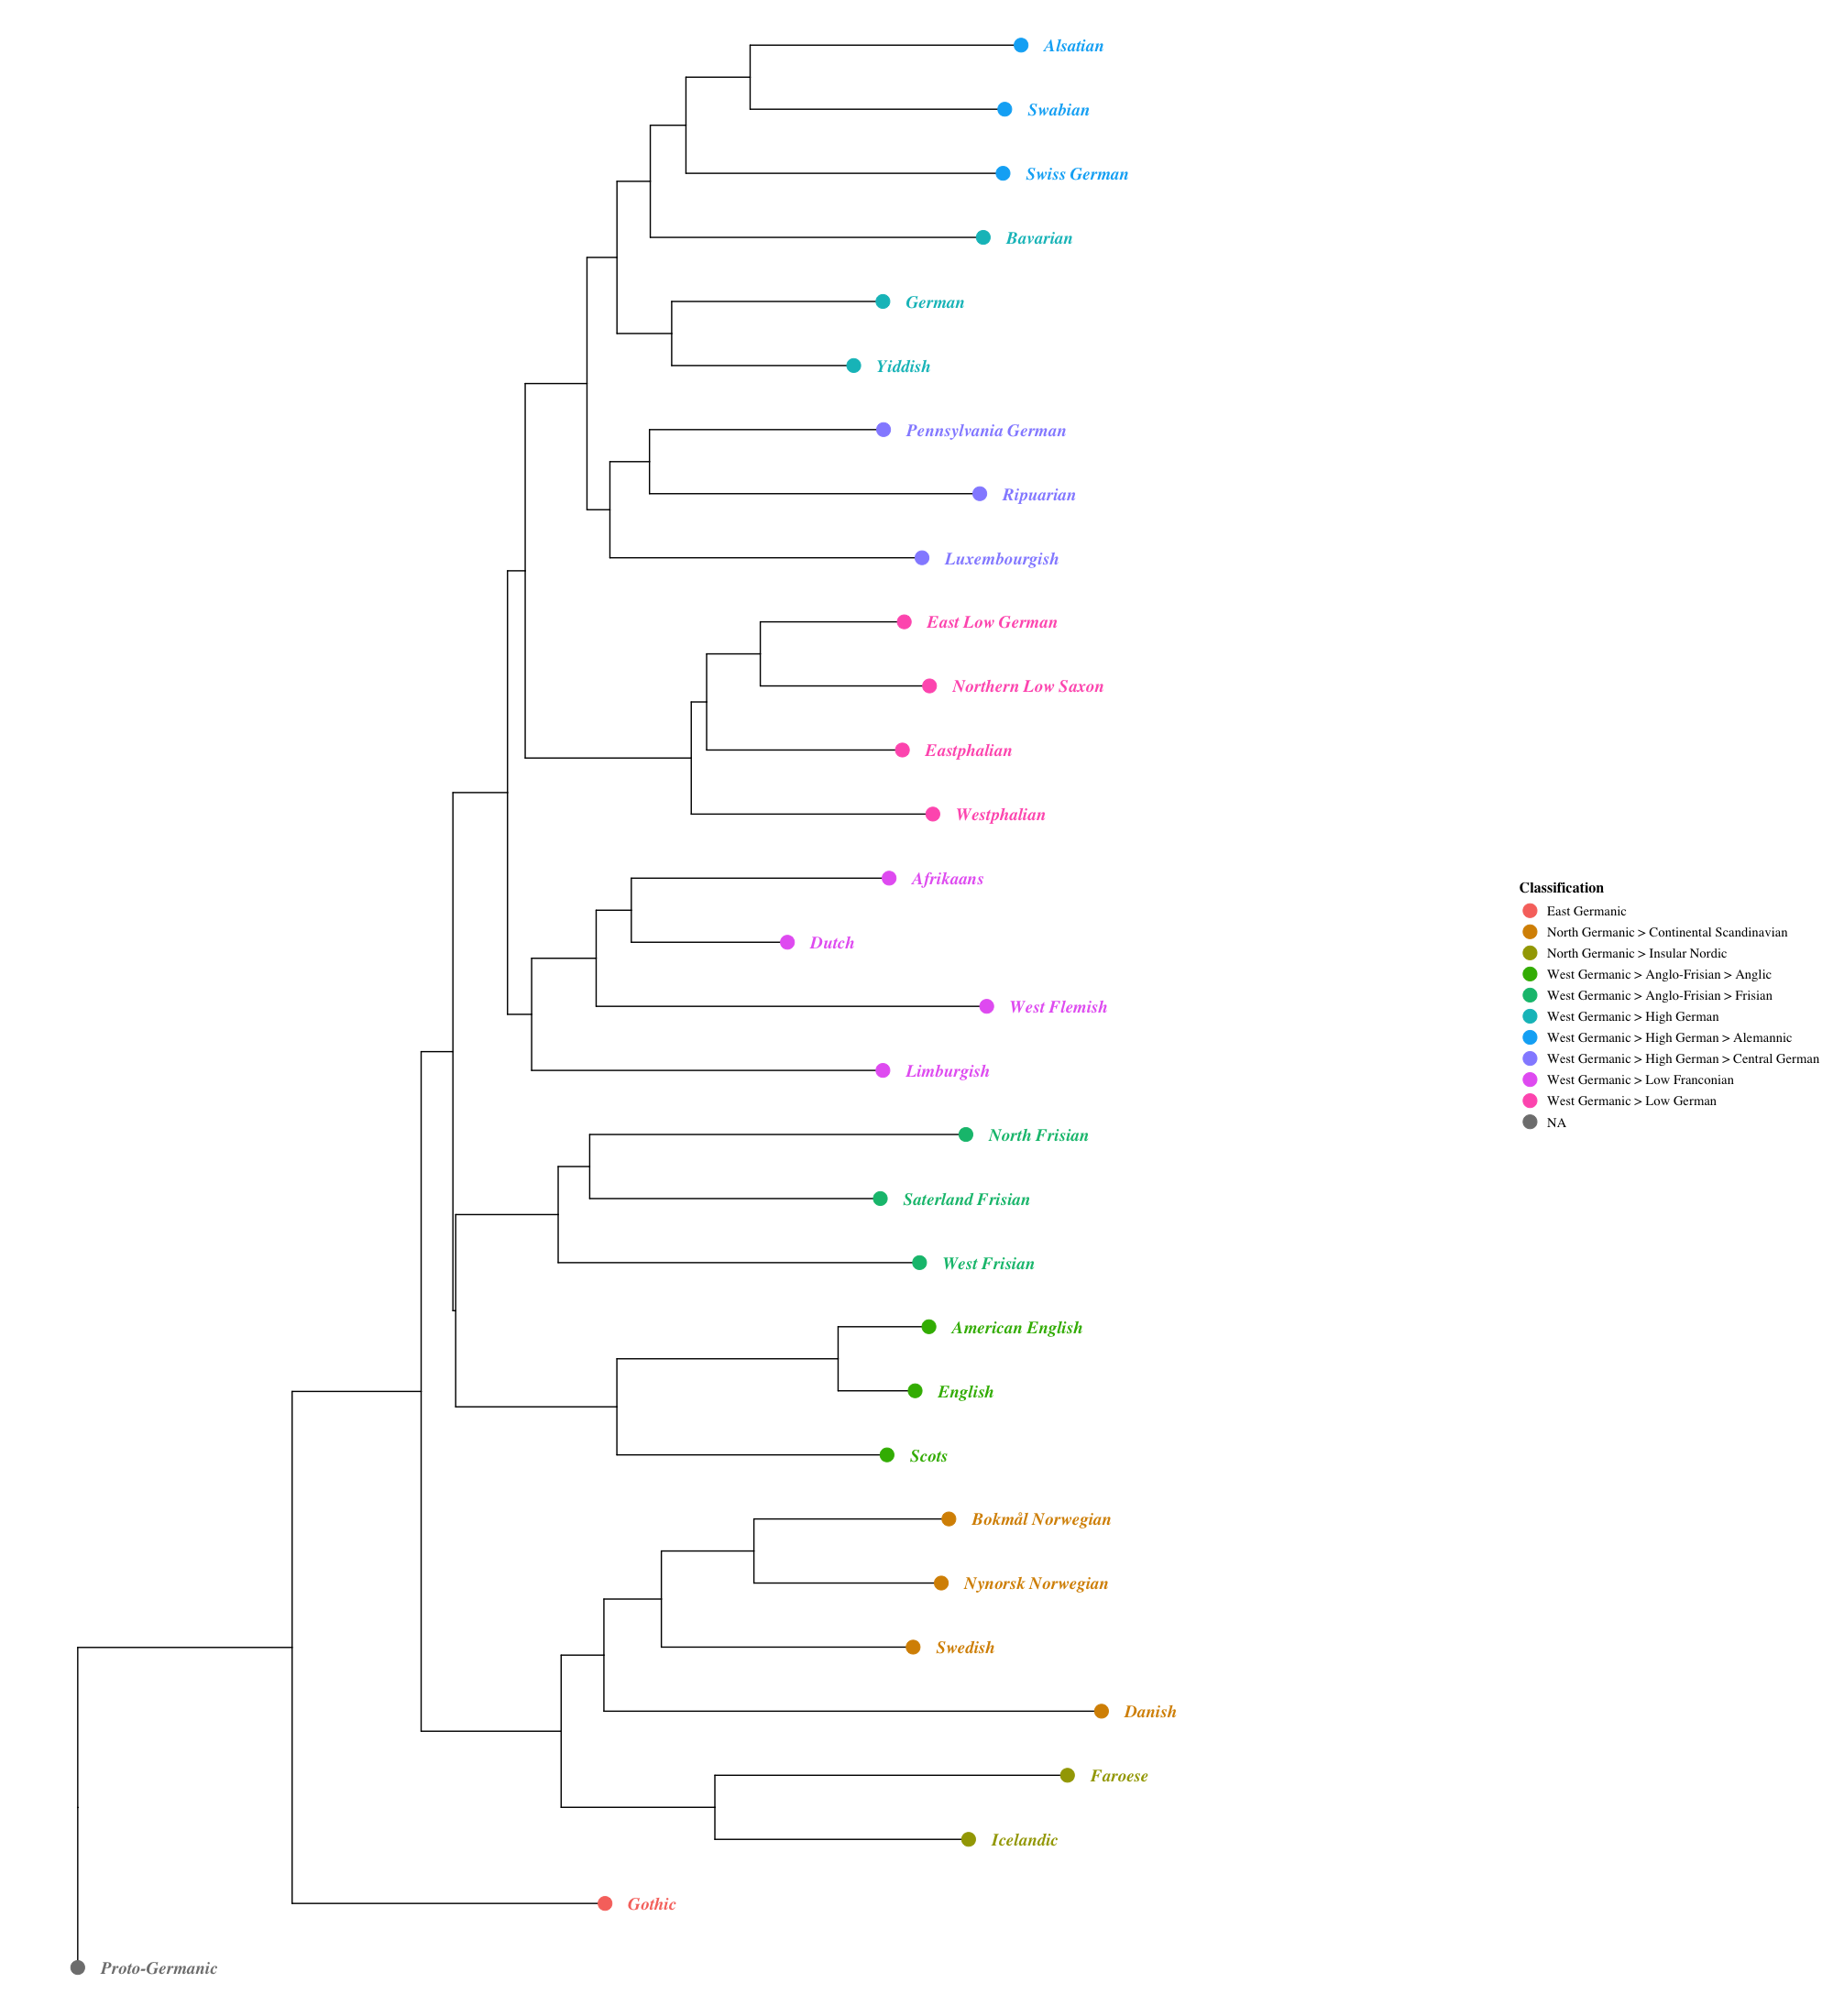 Alsatian
Swabian
Swiss German
Bavarian
German
Yiddish
Pennsylvania German
Ripuarian
Luxembourgish
East Low German
Northern Low Saxon
Eastphalian
Westphalian
Afrikaans
Dutch
West Flemish
Limburgish
North Frisian
Saterland Frisian
West Frisian
American English
English
Scots
Bokmål Norwegian
Nynorsk Norwegian
Swedish
Danish
Faroese
Icelandic
Gothic
Proto-Germanic
Classification
East Germanic
North Germanic > Continental Scandinavian
North Germanic > Insular Nordic
West Germanic > Anglo-Frisian > Anglic
West Germanic > Anglo-Frisian > Frisian
West Germanic > High German
West Germanic > High German > Alemannic
West Germanic > High German > Central German
West Germanic > Low Franconian
West Germanic > Low German
NA